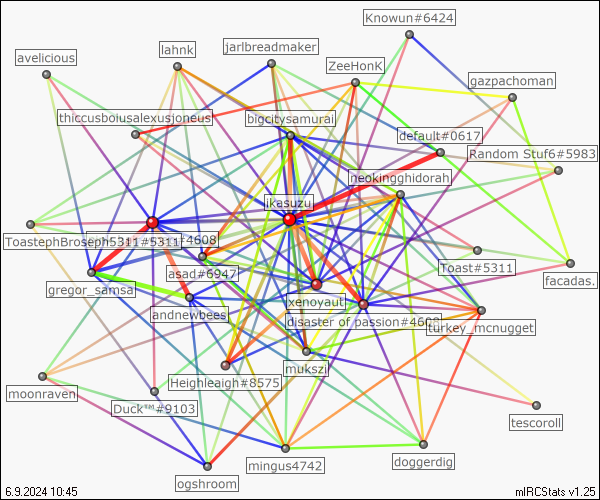 Knowun#6424
jarlbreadmaker
lahnk
avelicious
ZeeHonK
gazpachoman
thiccusbousalexusjoneus
bigcitysamurai
default#0617
Random Stuf6#5983
neokingghidorah
ikasuzu
ToastephBroseph5311#5311
#4608
asad#6947
Toast#5311
facadas.
gregor_samsa
xenoyaut
andnewbees
disaster of passion#4608
turkey_mcnugget
mukszi
Heighleaigh#8575
moonraven
Duck™#9103
tescoroll
doggerdig
mingus4742
ogshroom
6.9.2024 10:45
mIRCStats v1.25